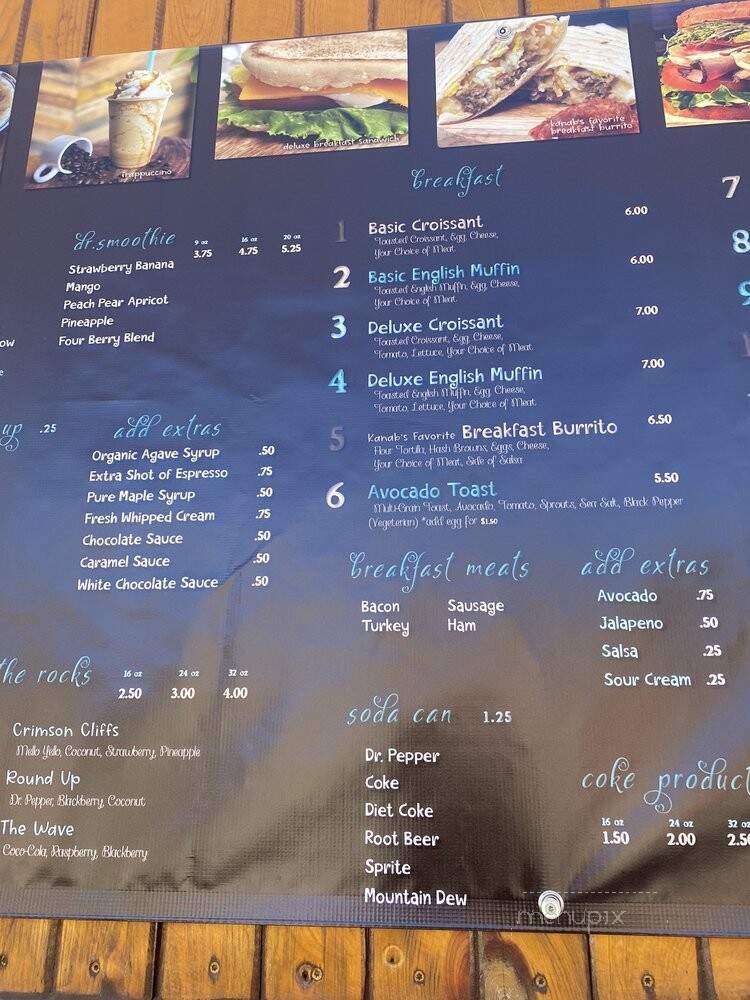 frappuccino
deluxe breakfast sandwich
kanab's favorite
breakfast burrito
dr.smoothie
9 oz 16 oz 20 oz
3.75 4.75 5.25
Strawberry Banana
Mango
Peach Pear Apricot
Pineapple
Four Berry Blend
ow
e
up .25
add extras
Organic Agave Syrup .50
Extra Shot of Espresso .75
Pure Maple Syrup .50
Fresh Whipped Cream .75
Chocolate Sauce .50
Caramel Sauce .50
White Chocolate Sauce .50
the rocks
16 oz 24 oz 32 oz
2.50 3.00 4.00
Crimson Cliffs
Mello Yello, Coconut, Strawberry, Pineapple
Round Up
Dr. Pepper, Blackberry, Coconut
The Wave
Coco-Cola, Raspberry, Blackberry
breakfast
1 Basic Croissant 6.00
Toasted Croissant, Egg, Cheese,
Your Choice of Meat.
2 Basic English Muffin 6.00
Toasted English Muffin, Egg, Cheese,
Your Choice of Meat.
3 Deluxe Croissant 7.00
Toasted Croissant, Egg, Cheese,
Tomato, Lettuce, Your Choice of Meat.
4 Deluxe English Muffin 7.00
Toasted English Muffin, Egg, Cheese,
Tomato, Lettuce, Your Choice of Meat.
5 Kanab's Favorite Breakfast Burrito 6.50
Flour Tortilla, Hash Browns, Eggs, Cheese,
Your Choice of Meat, Side of Salsa
6 Avocado Toast 5.50
Multi-Grain Toast, Avocado, Tomato, Sprouts, Sea Salt, Black Pepper
(Vegeterian) *add egg for $1.50
breakfast meats
Bacon Sausage
Turkey Ham
add extras
Avocado .75
Jalapeno .50
Salsa .25
Sour Cream .25
soda can 1.25
Dr. Pepper
Coke
Diet Coke
Root Beer
Sprite
Mountain Dew
coke product
16 oz 24 oz 32 oz
1.50 2.00 2.50
7
8
9
menupix